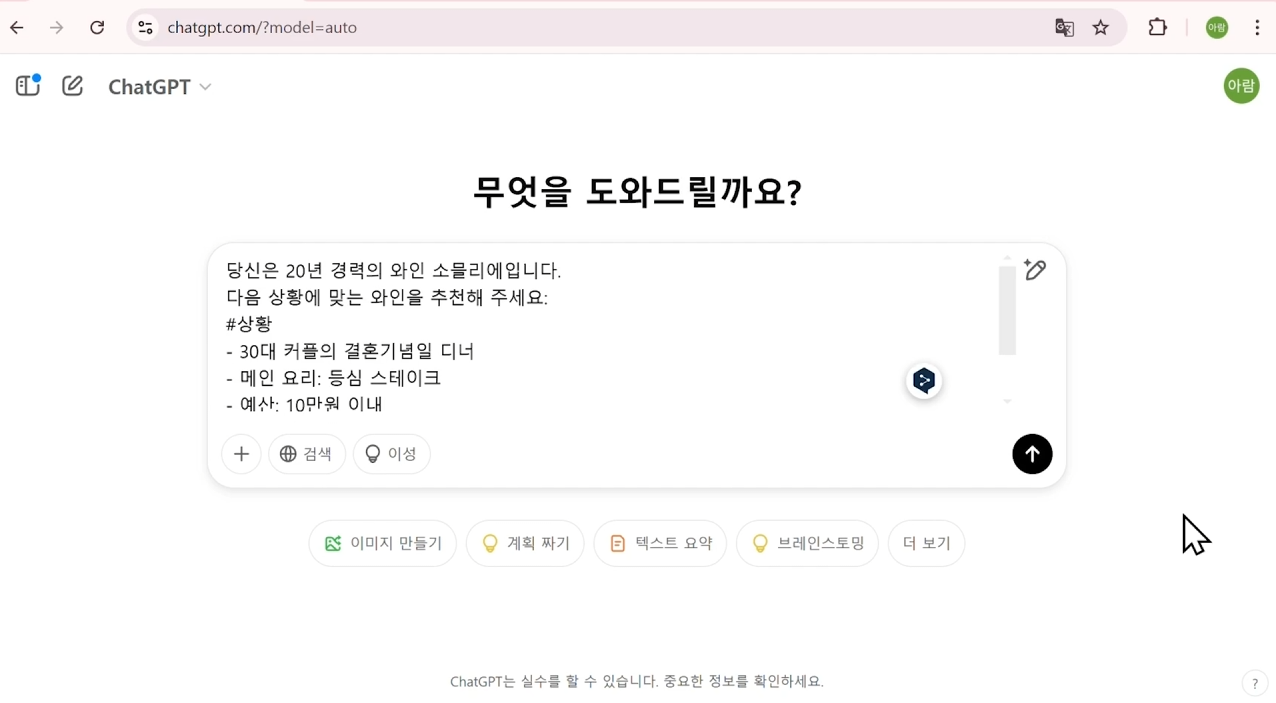 chatgpt.com/?model=auto
아람
ChatGPT
아람
무엇을 도와드릴까요?
당신은 20년 경력의 와인 소믈리에입니다.
다음 상황에 맞는 와인을 추천해 주세요:
#상황
- 30대 커플의 결혼기념일 디너
- 메인 요리: 등심 스테이크
- 예산: 10만원 이내
검색
이성
이미지 만들기
계획 짜기
텍스트 요약
브레인스토밍
더 보기
ChatGPT는 실수를 할 수 있습니다. 중요한 정보를 확인하세요.
?